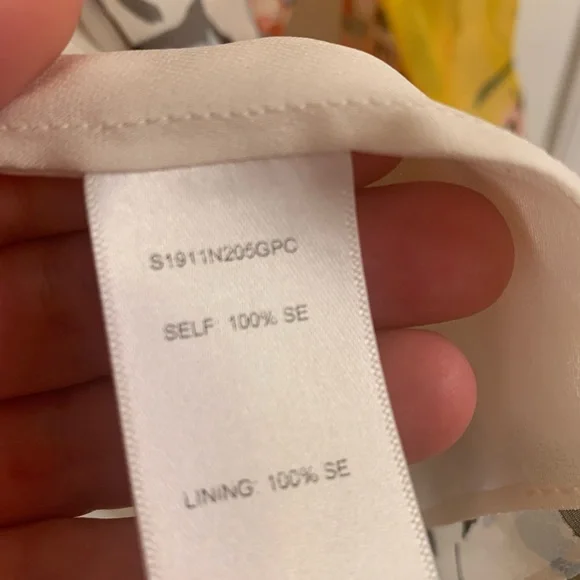 S1911N205GPC
SELF 100% SE
LINING: 100% SE